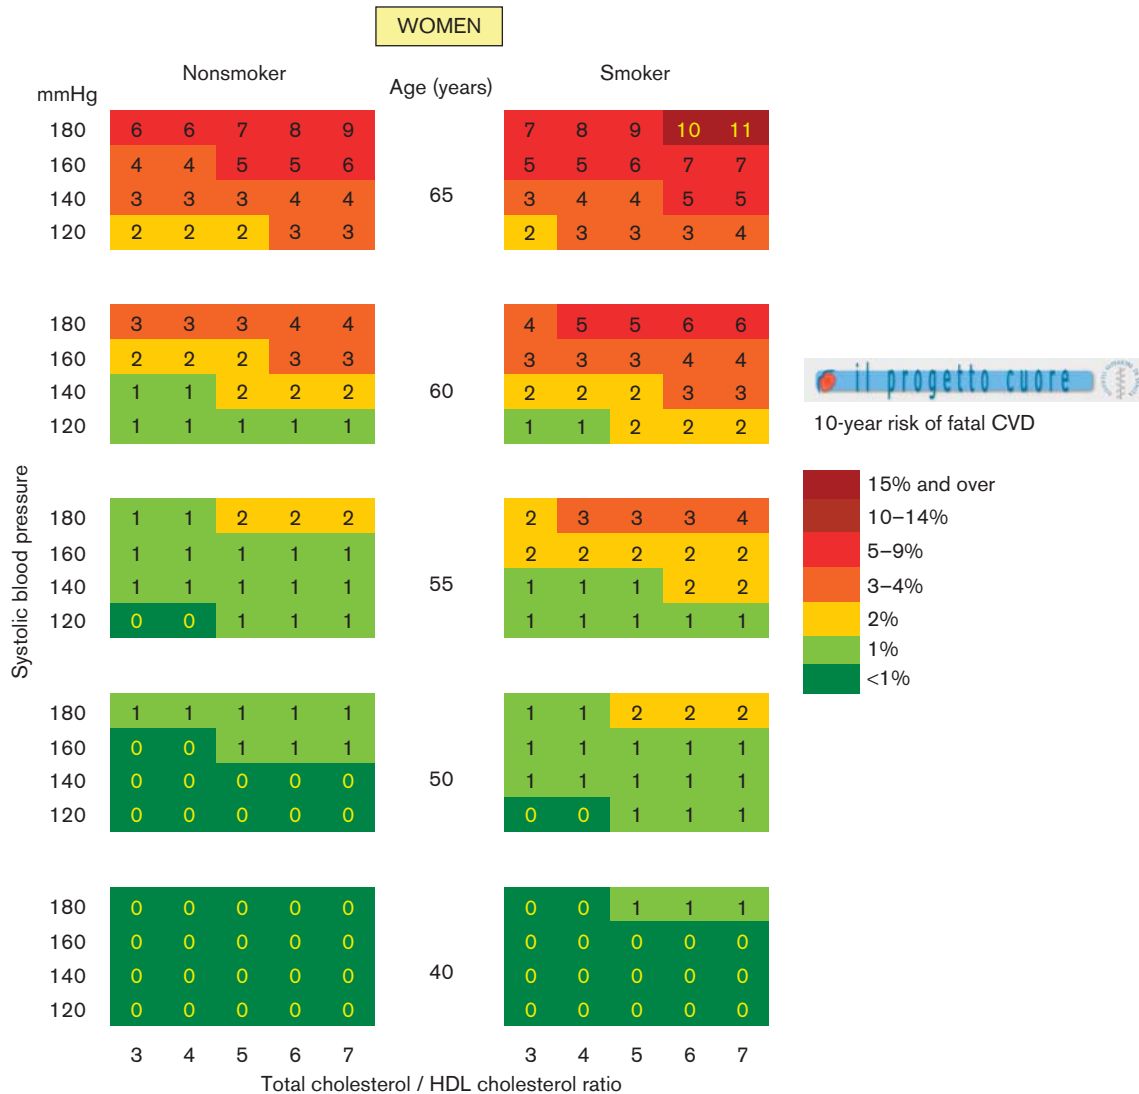 WOMEN
Nonsmoker Age (years) Smoker
mmHg
180 6 6 7 8 9 7 8 9 10 11
160 4 4 5 5 6 5 5 6 7 7
65
140 3 3 3 4 4 3 4 4 5 5
120 2 2 2 3 3 2 3 3 3 4
180 3 3 3 4 4 4 5 5 6 6
160 2 2 2 3 3 3 3 3 4 4
60
140 1 1 2 2 2 2 2 2 3 3
120 1 1 1 1 1 1 1 2 2 2
180 1 1 2 2 2 2 3 3 3 4
160 1 1 1 1 1 2 2 2 2 2
55
140 1 1 1 1 1 1 1 1 2 2
120 0 0 1 1 1 1 1 1 1 1
180 1 1 1 1 1 1 1 2 2 2
160 0 0 1 1 1 1 1 1 1 1
50
140 0 0 0 0 0 1 1 1 1 1
120 0 0 0 0 0 0 0 1 1 1
180 0 0 0 0 0 0 0 1 1 1
160 0 0 0 0 0 0 0 0 0 0
40
140 0 0 0 0 0 0 0 0 0 0
120 0 0 0 0 0 0 0 0 0 0
3 4 5 6 7 3 4 5 6 7
Total cholesterol / HDL cholesterol ratio
Systolic blood pressure
il progetto cuore
10-year risk of fatal CVD
15% and over
10–14%
5–9%
3–4%
2%
1%
<1%